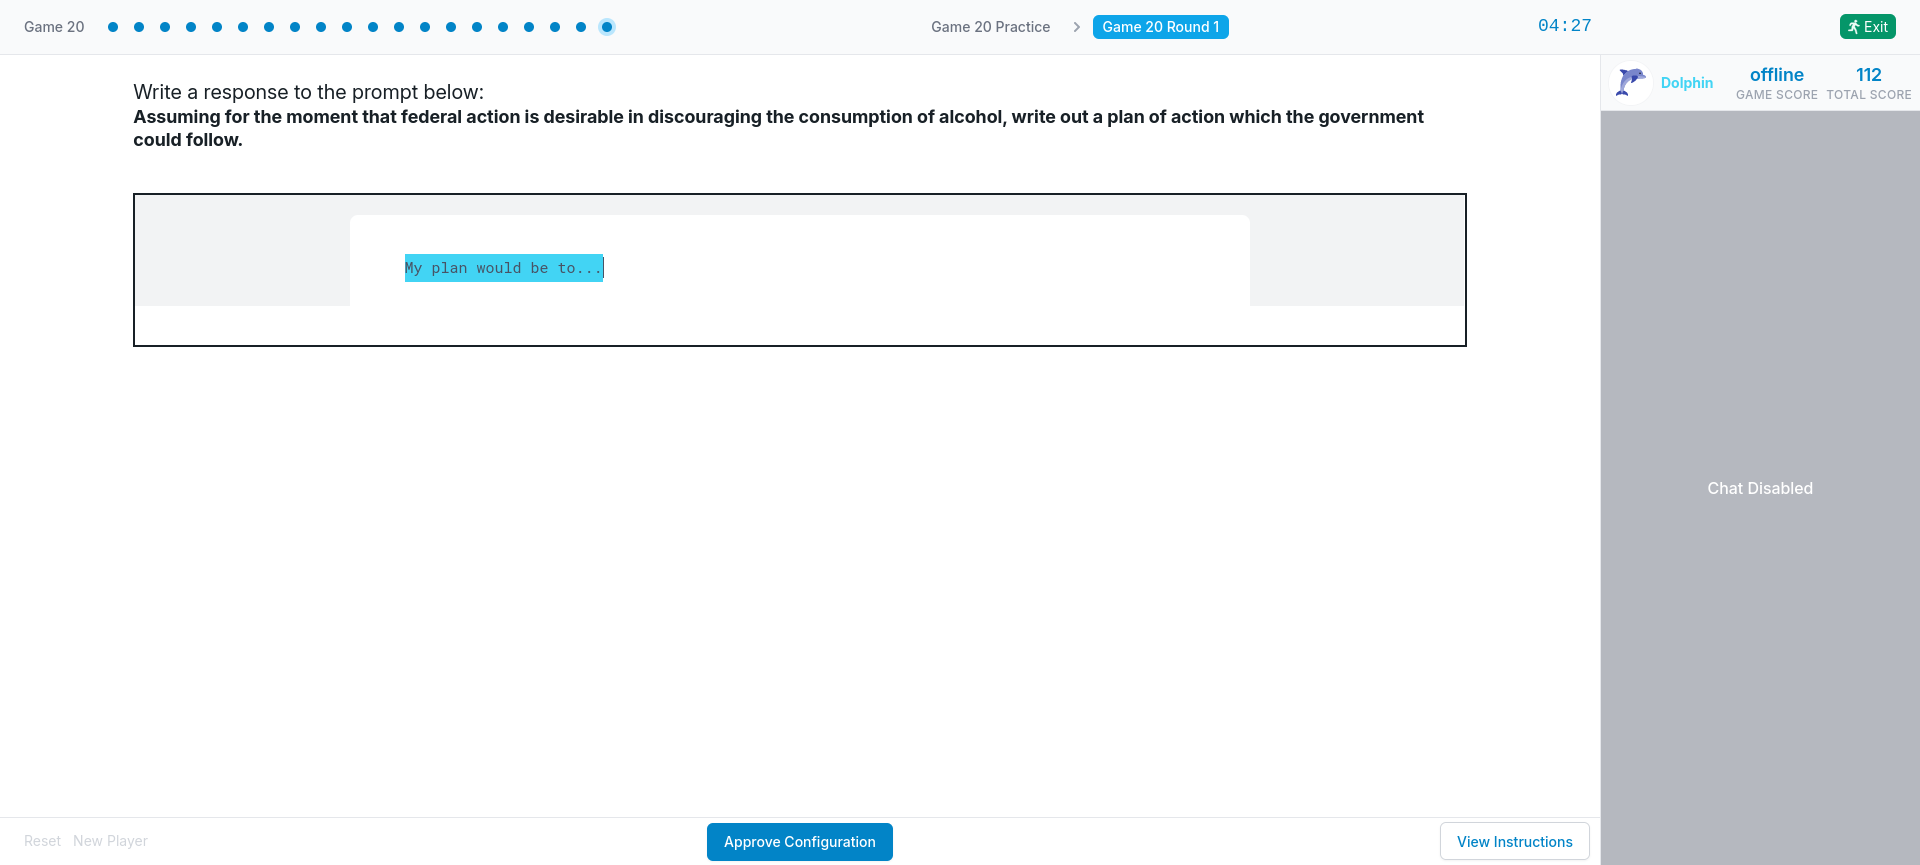 Game 20
Game 20 Practice
Game 20 Round 1
04:27
Exit
Write a response to the prompt below:
Assuming for the moment that federal action is desirable in discouraging the consumption of alcohol, write out a plan of action which the government
could follow.
My plan would be to...
Dolphin
offline
GAME SCORE
112
TOTAL SCORE
Chat Disabled
Reset
New Player
Approve Configuration
View Instructions